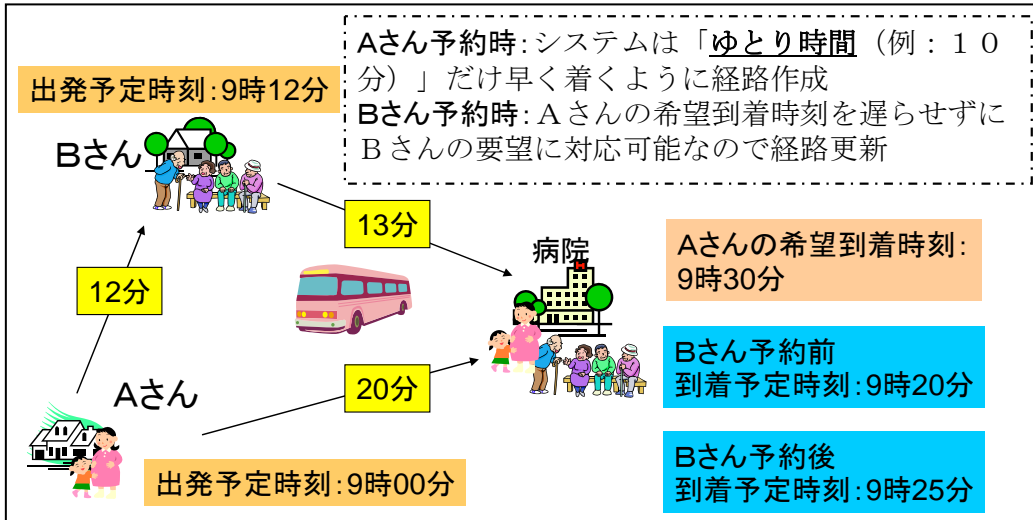 Aさん予約時:システムは「ゆとり時間(例:10
分)」だけ早く着くように経路作成
Bさん予約時:Aさんの希望到着時刻を遅らせずに
Bさんの要望に対応可能なので経路更新
出発予定時刻:9時12分
Bさん
13分
病院
H
Aさんの希望到着時刻:
9時30分
12分
Bさん予約前
到着予定時刻:9時20分
Aさん
20分
出発予定時刻:9時00分
Bさん予約後
到着予定時刻:9時25分